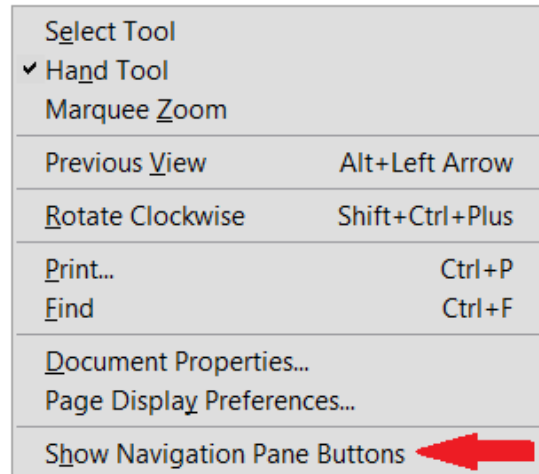 Select Tool
Hand Tool
Marquee Zoom
Previous View Alt+Left Arrow
Rotate Clockwise Shift+Ctrl+Plus
Print... Ctrl+P
Find Ctrl+F
Document Properties...
Page Display Preferences...
Show Navigation Pane Buttons